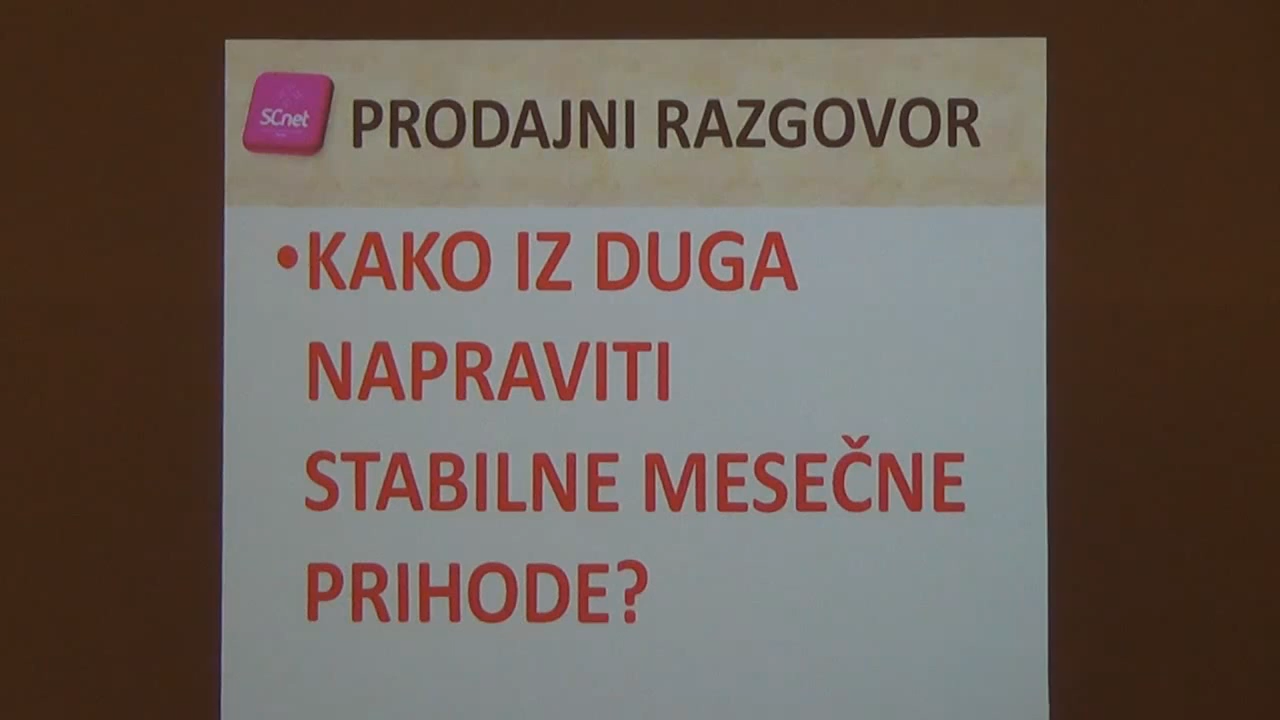 SCnet
PRODAJNI RAZGOVOR
•KAKO IZ DUGA
NAPRAVITI
STABILNE MESEČNE
PRIHODE?